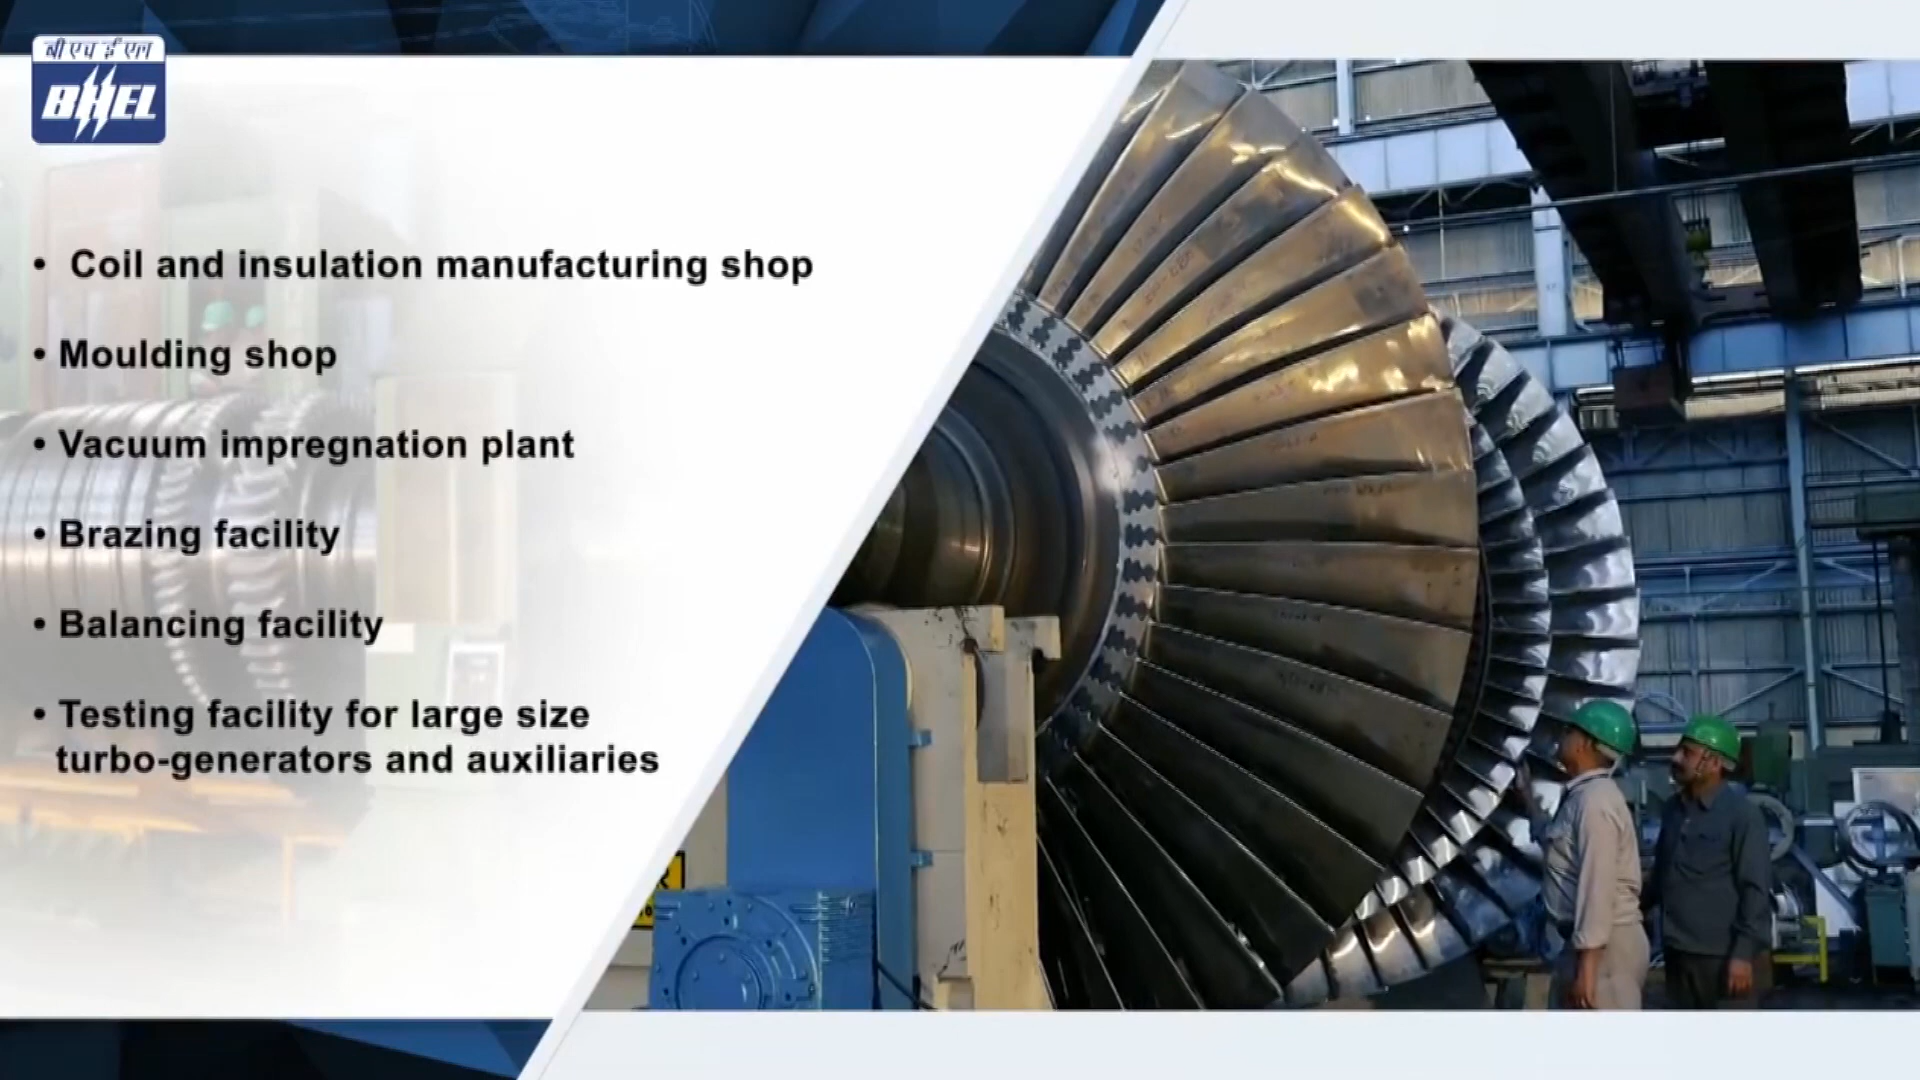 बी एच ई एल
BHEL
• Coil and insulation manufacturing shop
• Moulding shop
• Vacuum impregnation plant
• Brazing facility
• Balancing facility
• Testing facility for large size
turbo-generators and auxiliaries